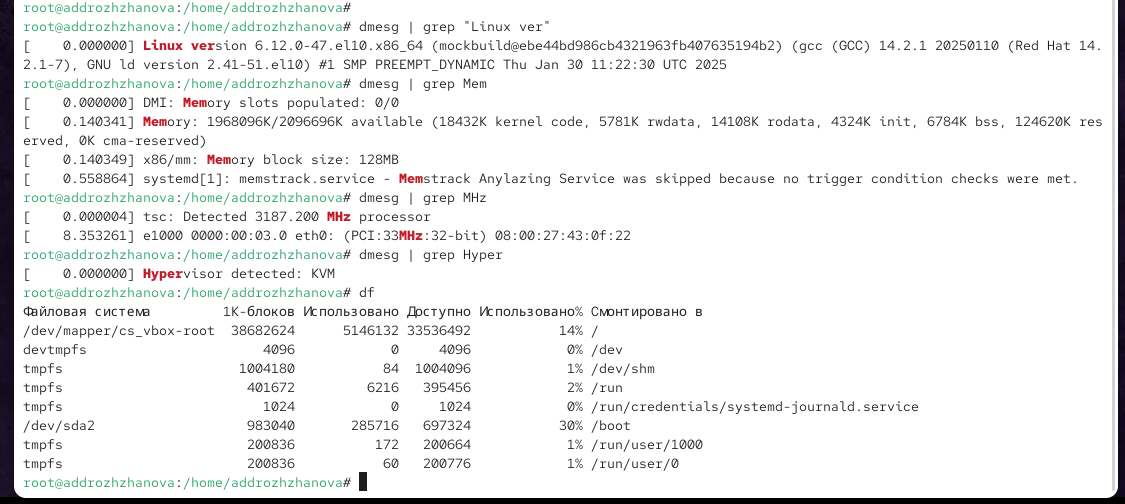 root@addrozhzhanova:/home/addrozhzhanova#
root@addrozhzhanova:/home/addrozhzhanova# dmesg | grep "Linux ver"
[    0.000000] Linux version 6.12.0-47.el10.x86_64 (mockbuild@ebe44bd986cb4321963fb407635194b2) (gcc (GCC) 14.2.1 20250110 (Red Hat 14.
2.1-7), GNU ld version 2.41-51.el10) #1 SMP PREEMPT_DYNAMIC Thu Jan 30 11:22:30 UTC 2025
root@addrozhzhanova:/home/addrozhzhanova# dmesg | grep Mem
[    0.000000] DMI: Memory slots populated: 0/0
[    0.140341] Memory: 1968096K/2096696K available (18432K kernel code, 5781K rwdata, 14108K rodata, 4324K init, 6784K bss, 124620K res
erved, 0K cma-reserved)
[    0.140349] x86/mm: Memory block size: 128MB
[    0.558864] systemd[1]: memstrack.service - Memstrack Anylazing Service was skipped because no trigger condition checks were met.
root@addrozhzhanova:/home/addrozhzhanova# dmesg | grep MHz
[    0.000004] tsc: Detected 3187.200 MHz processor
[    8.353261] e1000 0000:00:03.0 eth0: (PCI:33MHz:32-bit) 08:00:27:43:0f:22
root@addrozhzhanova:/home/addrozhzhanova# dmesg | grep Hyper
[    0.000000] Hypervisor detected: KVM
root@addrozhzhanova:/home/addrozhzhanova# df
Файловая система         1K-блоков Использовано Доступно Использовано% Cмонтировано в
/dev/mapper/cs_vbox-root  38682624      5146132 33536492           14% /
devtmpfs                      4096            0     4096            0% /dev
tmpfs                      1004180           84  1004096            1% /dev/shm
tmpfs                       401672         6216   395456            2% /run
tmpfs                         1024            0     1024            0% /run/credentials/systemd-journald.service
/dev/sda2                   983040       285716   697324           30% /boot
tmpfs                       200836          172   200664            1% /run/user/1000
tmpfs                       200836           60   200776            1% /run/user/0
root@addrozhzhanova:/home/addrozhzhanova#